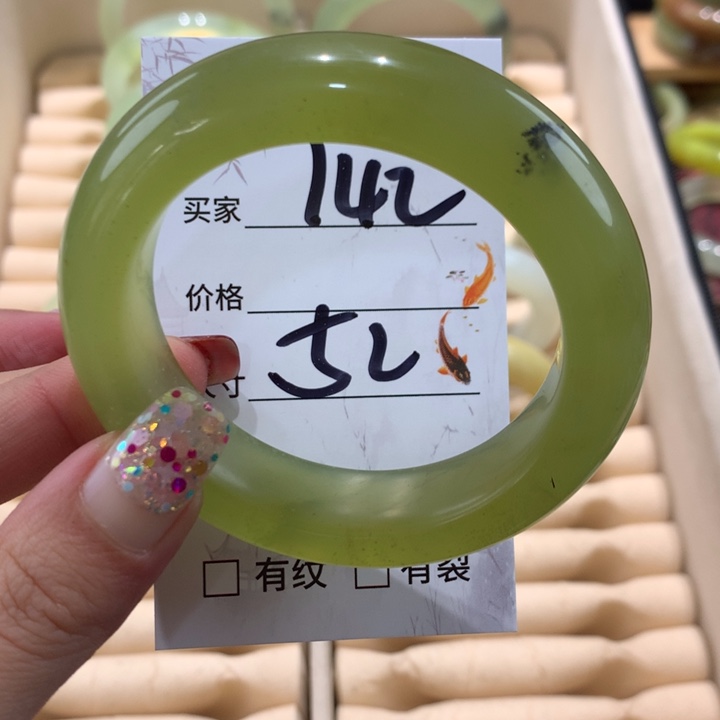 买家 142
价格
寸 52
有纹 有裂